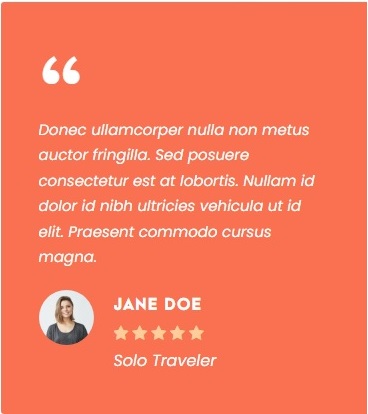 “
Donec ullamcorper nulla non metus
auctor fringilla. Sed posuere
consectetur est at lobortis. Nullam id
dolor id nibh ultricies vehicula ut id
elit. Praesent commodo cursus
magna.
JANE DOE
Solo Traveler